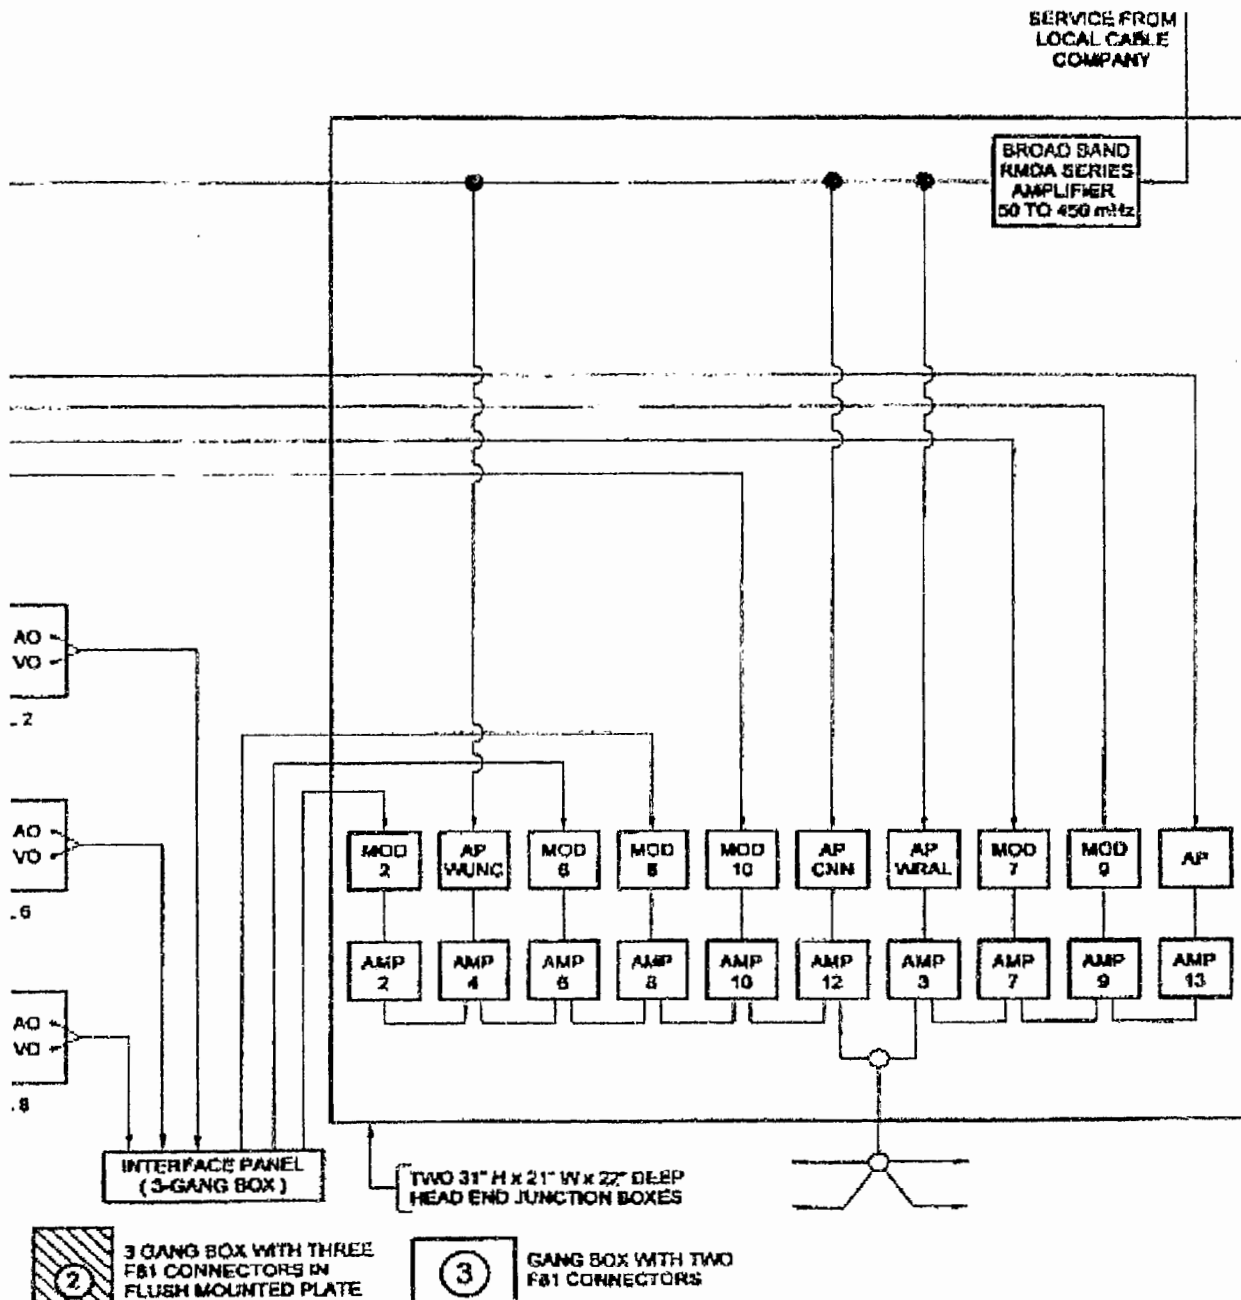 SERVICE FROM
LOCAL CABLE
COMPANY
BROAD BAND
RMDA SERIES
AMPLIFIER
50 TO 450 mHz
AO
VO
. 2
AO
VO
. 6
AO
VO
. 8
MOD
2
AP
WUNC
MOD
6
MOD
8
MOD
10
AP
CNN
AP
WRAL
MOD
7
MOD
9
AP
AMP
2
AMP
4
AMP
6
AMP
8
AMP
10
AMP
12
AMP
3
AMP
7
AMP
9
AMP
13
INTERFACE PANEL
( 3-GANG BOX )
TWO 31" H x 21" W x 22" DEEP
HEAD END JUNCTION BOXES
2
3 GANG BOX WITH THREE
F81 CONNECTORS IN
FLUSH MOUNTED PLATE
3
GANG BOX WITH TWO
F81 CONNECTORS